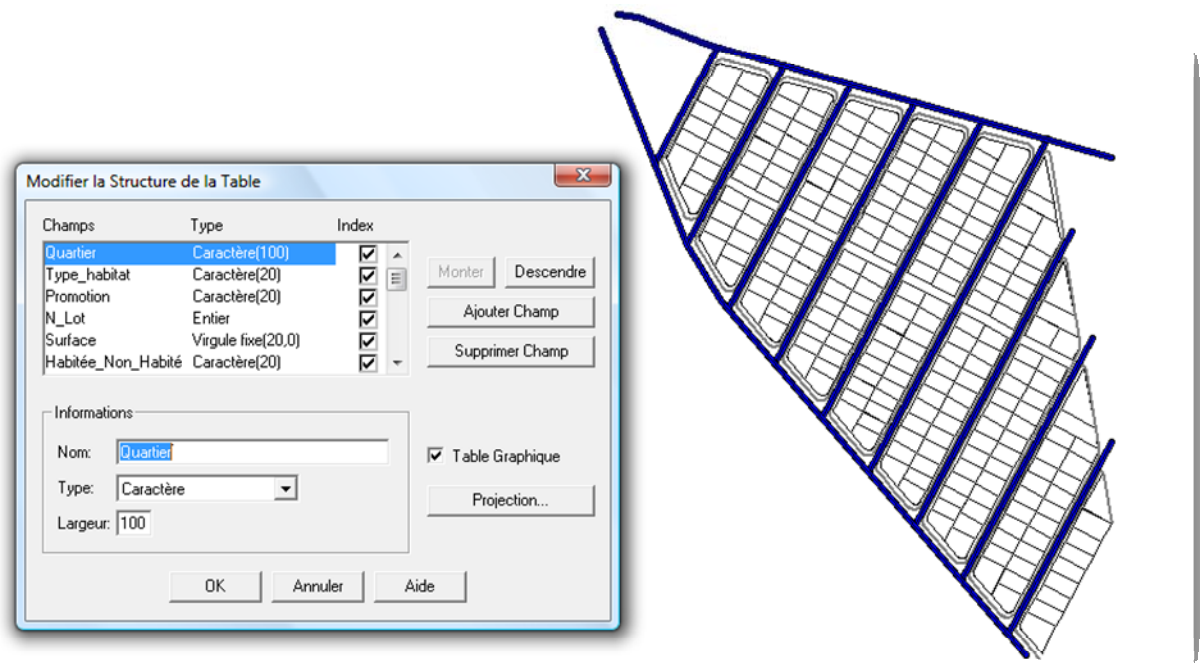 Modifier la Structure de la Table
Champs Type Index
Quartier Caractère(100)
Type_habitat Caractère(20)
Promotion Caractère(20)
N_Lot Entier
Surface Virgule fixe(20,0)
Habitée_Non_Habité Caractère(20)
Monter Descendre
Ajouter Champ
Supprimer Champ
Informations
Nom: Quartier
Type: Caractère
Largeur: 100
Table Graphique
Projection...
OK Annuler Aide